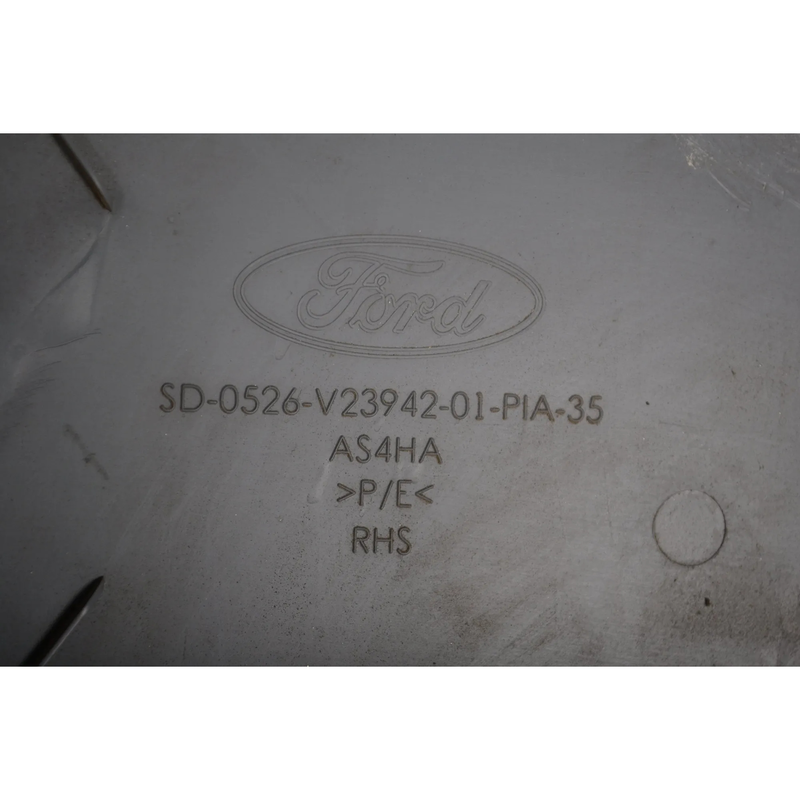 Ford
SD-0526-V23942-01-PIA-35
AS4HA
>P/E<
RHS